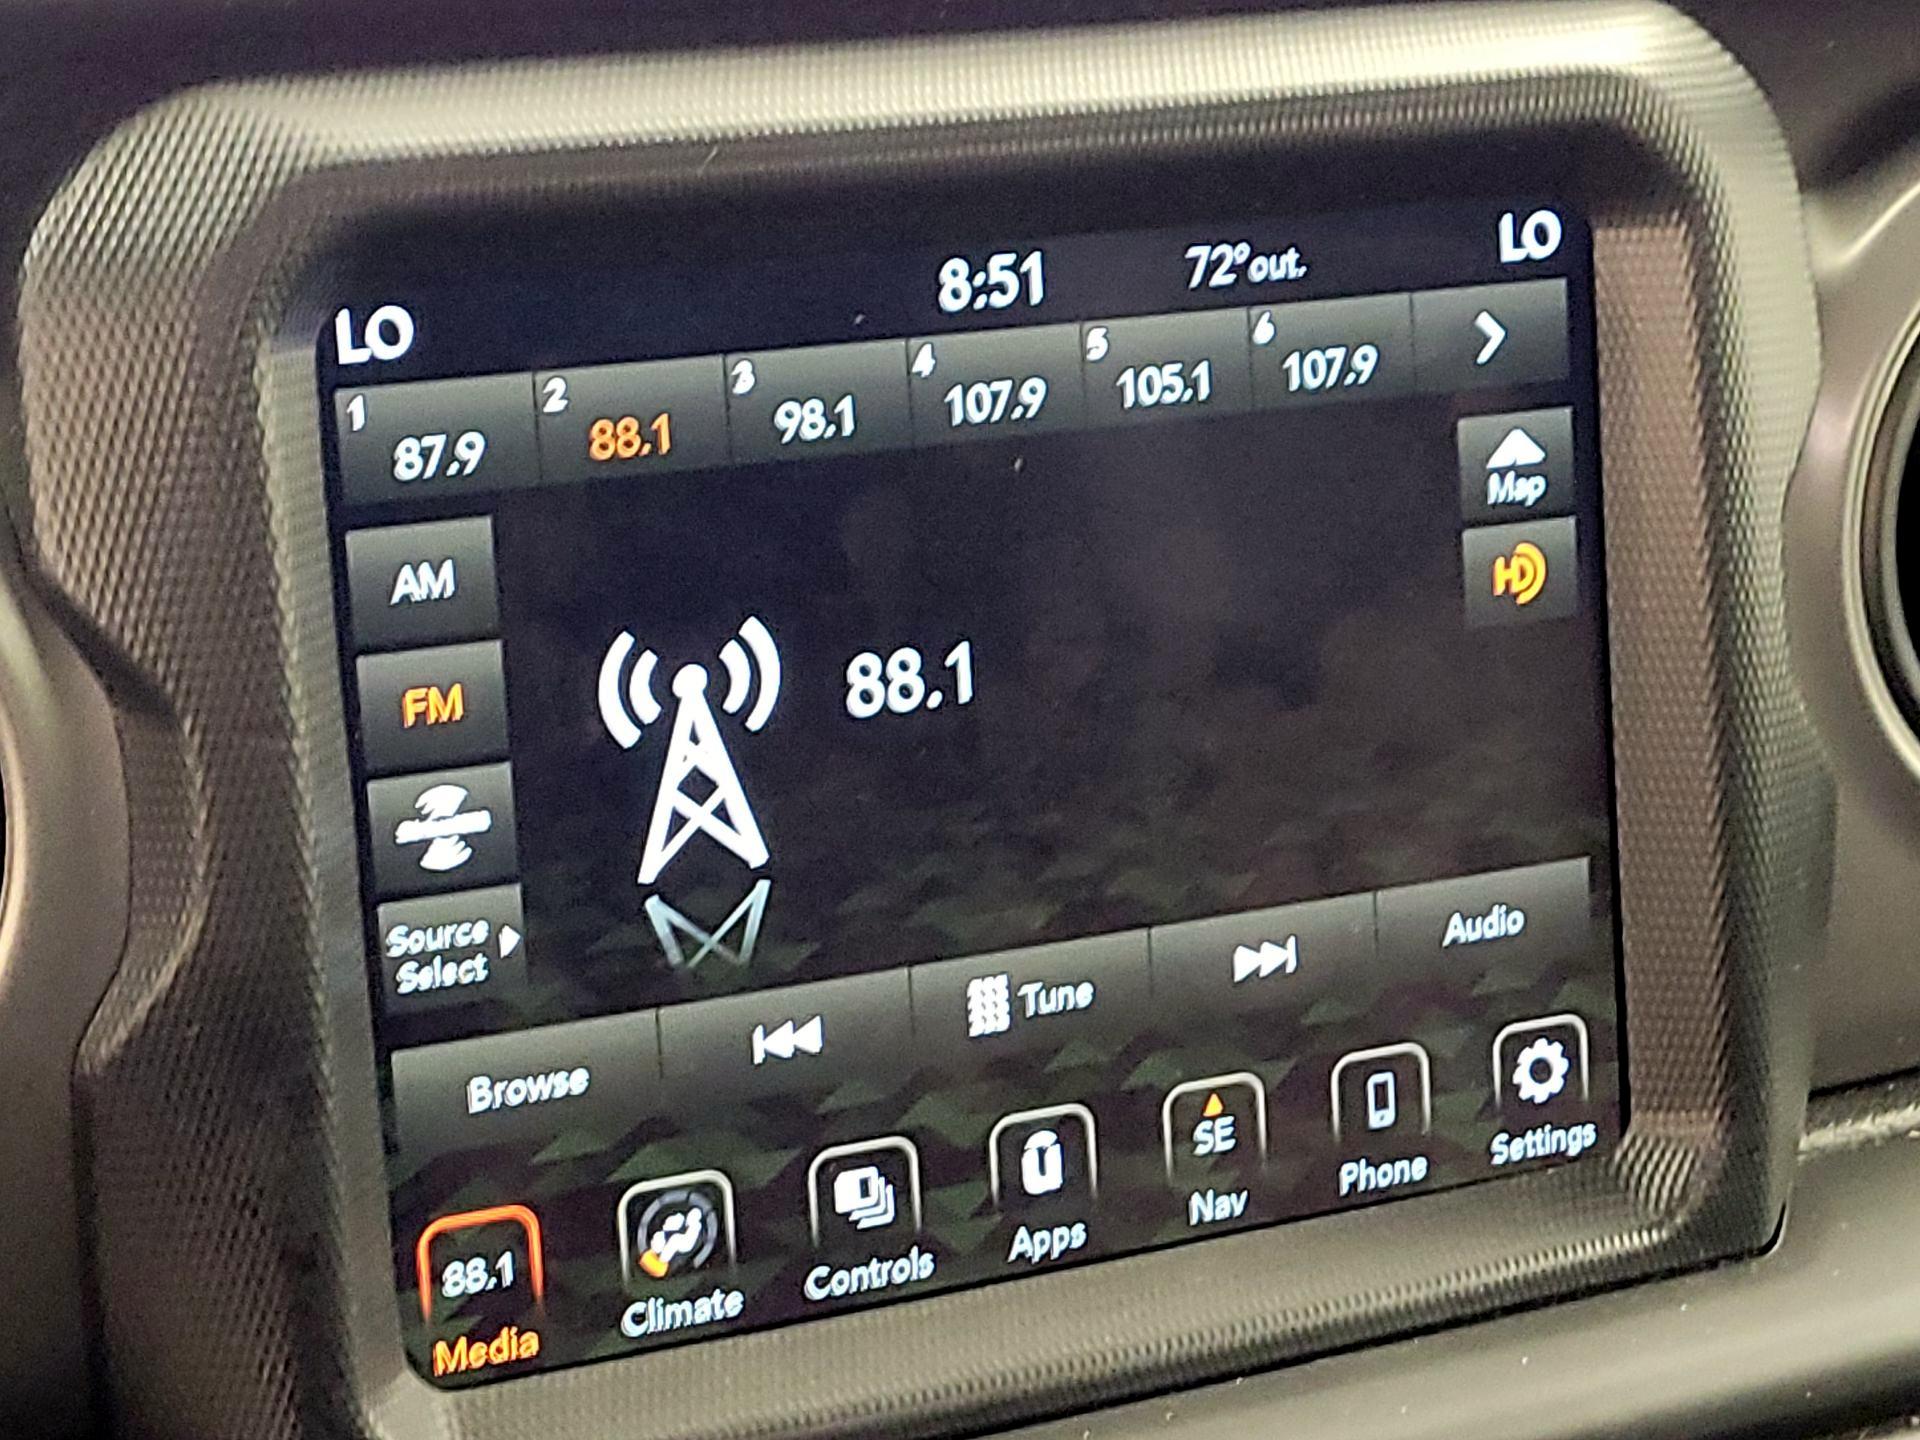 LO 8:51 72°out. LO
1 87.9 2 88.1 3 98.1 4 107.9 5 105.1 6 107.9
Map
AM
HD
FM
88.1
Source
Select
Browse Tune Audio
88.1 SE
Media Climate Controls Apps Nav Phone Settings